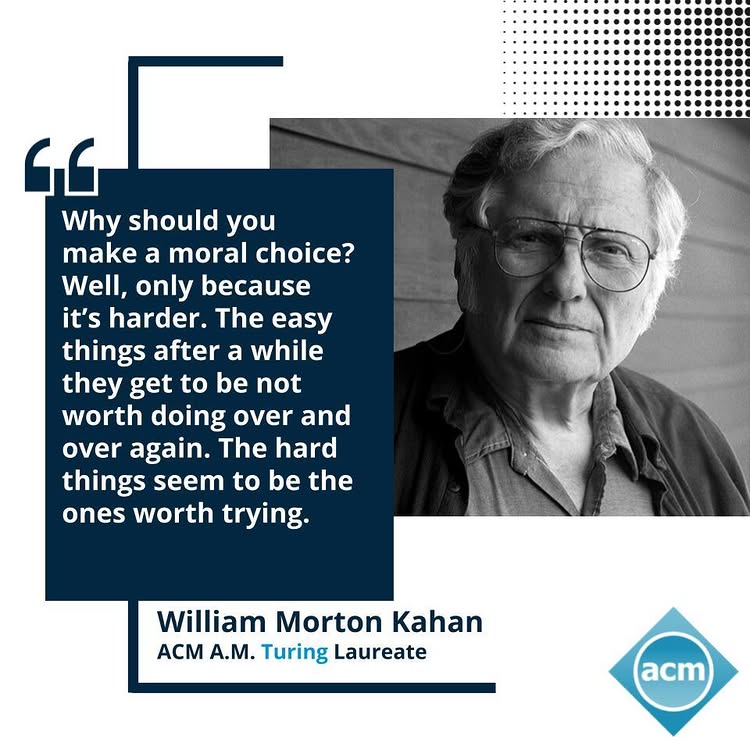 Why should you
make a moral choice?
Well, only because
it’s harder. The easy
things after a while
they get to be not
worth doing over and
over again. The hard
things seem to be the
ones worth trying.
William Morton Kahan
ACM A.M. Turing Laureate
acm